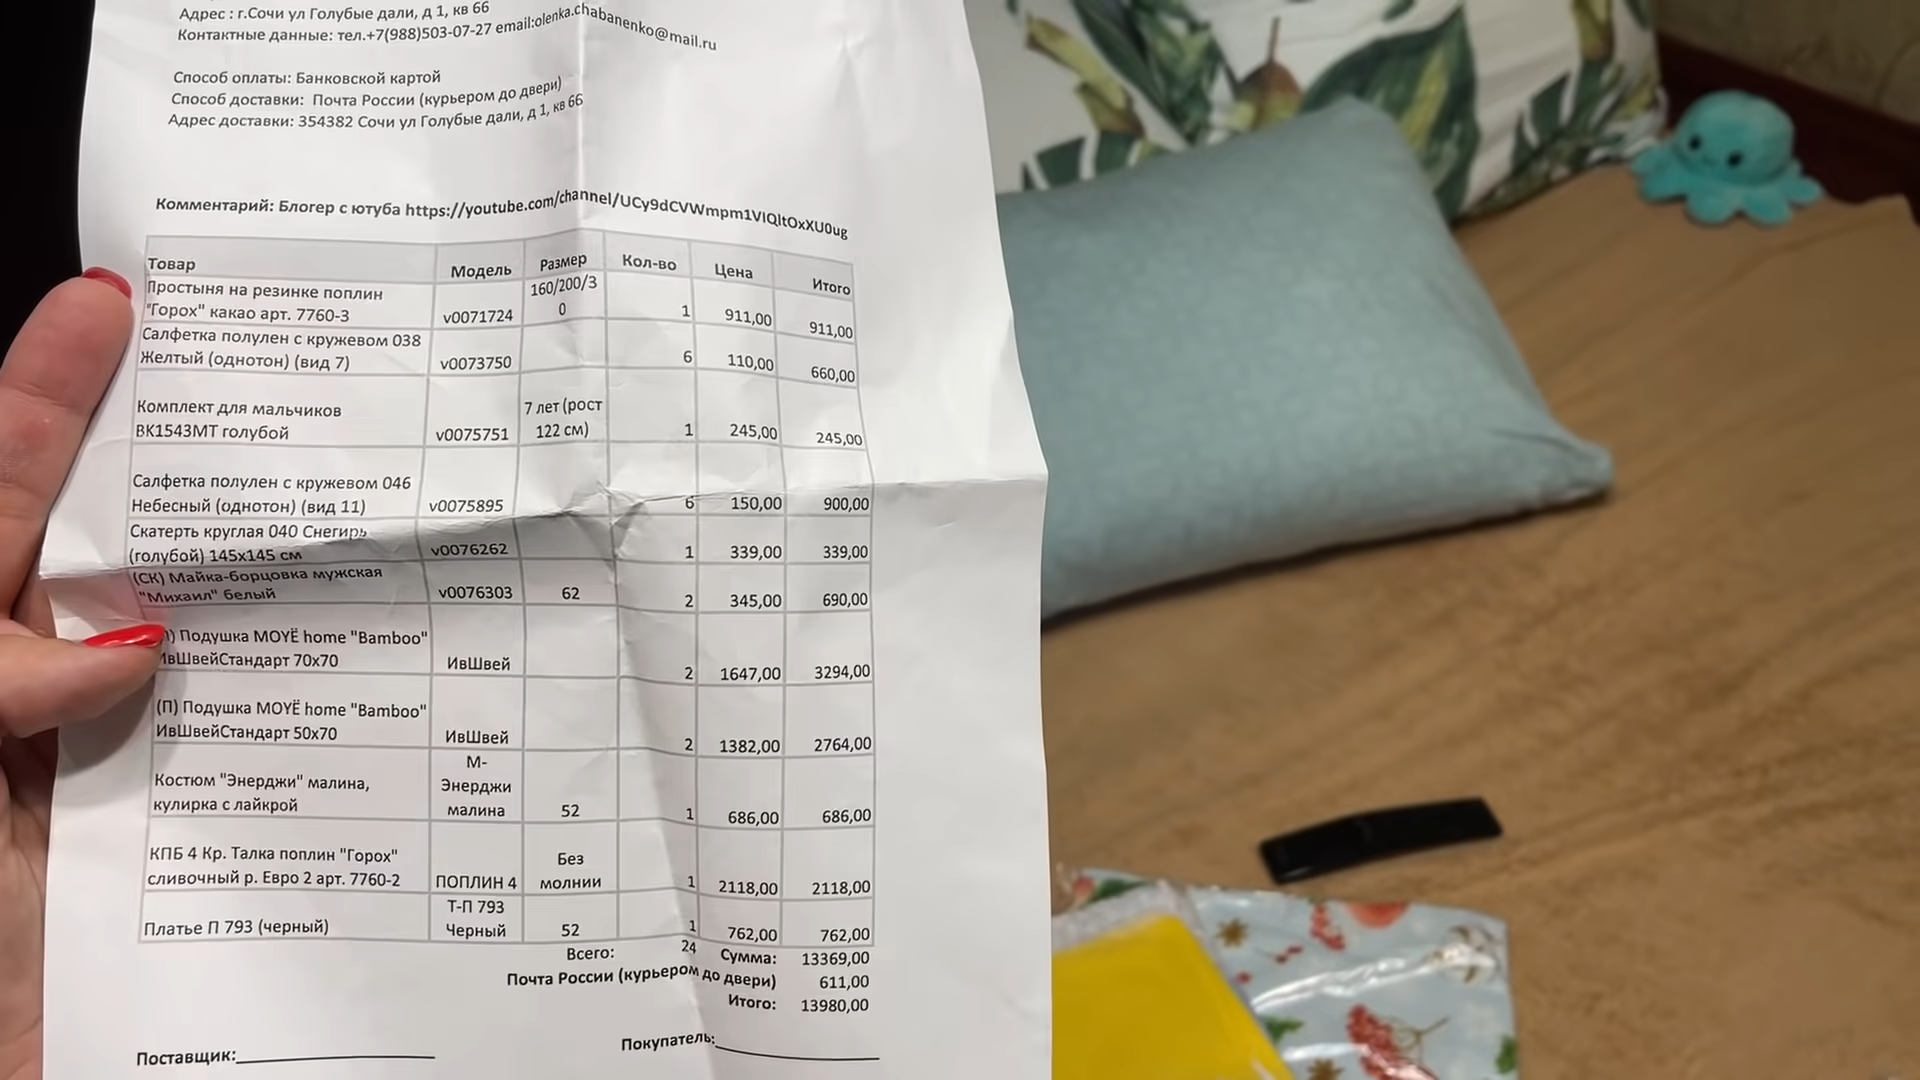 Адрес : г.Сочи ул Голубые дали, д 1, кв 66
Контактные данные: тел.+7(988)503-07-27 email:olenka.chabanenko@mail.ru
Способ оплаты: Банковской картой
Способ доставки: Почта России (курьером до двери)
Адрес доставки: 354382 Сочи ул Голубые дали, д 1, кв 66
Комментарий: Блогер с ютуба https://youtube.com/channel/UCy9dCVWmpm1VIQltOxXU0ug
Товар Модель Размер Кол-во Цена Итого
Простыня на резинке поплин 160/200/3
"Горох" какао арт. 7760-3 v0071724 0 1 911,00 911,00
Салфетка полулен с кружевом 038
Желтый (однотон) (вид 7) v0073750 6 110,00 660,00
Комплект для мальчиков 7 лет (рост
ВК1543МТ голубой v0075751 122 см) 1 245,00 245,00
Салфетка полулен с кружевом 046
Небесный (однотон) (вид 11) v0075895 6 150,00 900,00
Скатерть круглая 040 Снегирь
(голубой) 145х145 см v0076262 1 339,00 339,00
(СК) Майка-борцовка мужская
"Михаил" белый v0076303 62 2 345,00 690,00
Подушка MOYË home "Bamboo"
ИвШвейСтандарт 70х70 ИвШвей 2 1647,00 3294,00
(П) Подушка MOYË home "Bamboo"
ИвШвейСтандарт 50х70 ИвШвей 2 1382,00 2764,00
М-
Костюм "Энерджи" малина, Энерджи
кулирка с лайкрой малина 52 1 686,00 686,00
КПБ 4 Кр. Талка поплин "Горох" Без
сливочный р. Евро 2 арт. 7760-2 ПОПЛИН 4 молнии 1 2118,00 2118,00
Т-П 793
Платье П 793 (черный) Черный 52 1 762,00 762,00
Всего: 24 Сумма: 13369,00
Почта России (курьером до двери) 611,00
Итого: 13980,00
Поставщик: Покупатель: